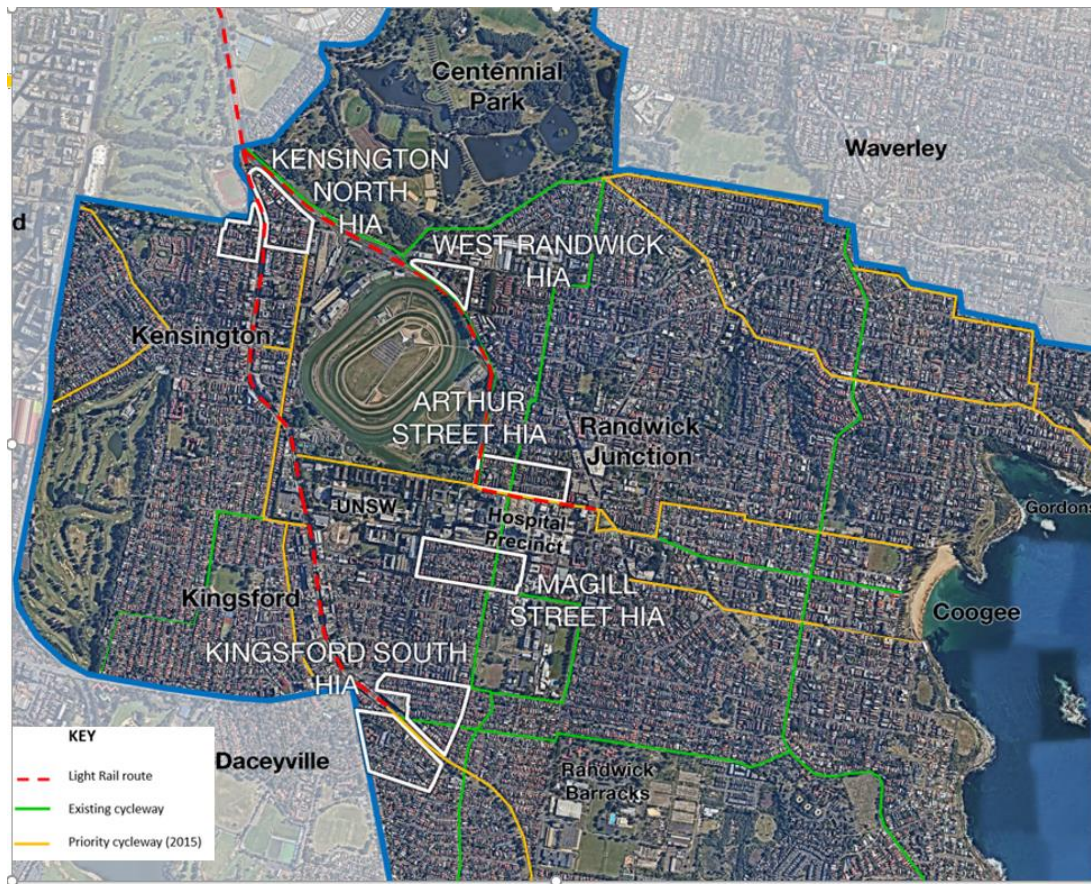 Centennial
Park
Waverley
KENSINGTON
NORTH
HIA
d
WEST RANDWICK
HIA
Kensington
ARTHUR
STREET HIA
Randwick
Junction
UNSW
Hospital
Precinct
Gordons
Kingsford
MAGILL
STREET HIA
Coogee
KINGSFORD SOUTH
HIA
Daceyville
Randwick
Barracks
KEY
Light Rail route
Existing cycleway
Priority cycleway (2015)